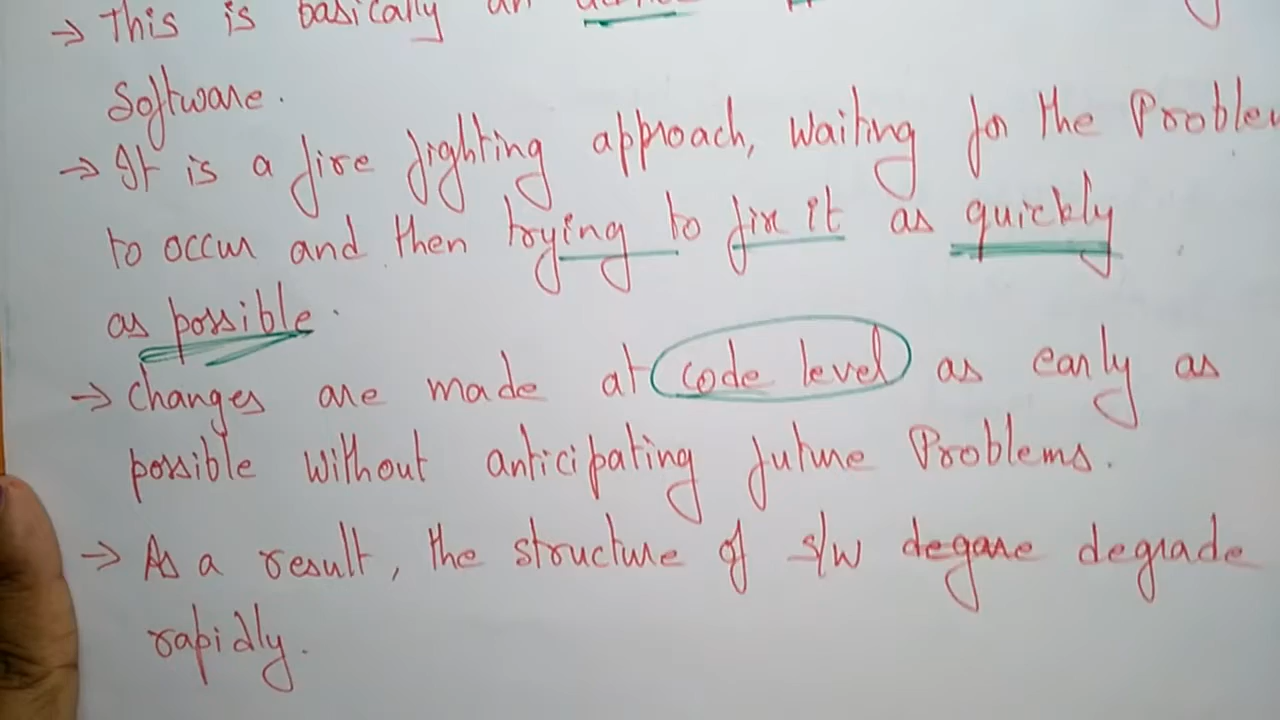 → This is basically an
Software.
→ It is a fire fighting approach, waiting for the Problem
to occur and then trying to fix it as quickly
as possible.
→ Changes are made at code level as early as
possible without anticipating future Problems.
→ As a result, the structure of s/w degare degrade
rapidly.